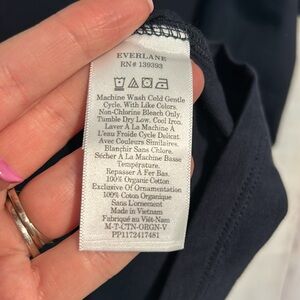 EVERLANE
RN# 139393
Machine Wash Cold Gentle
Cycle, With Like Colors.
Non-Chlorine Bleach Only.
Tumble Dry Low. Cool Iron.
Laver À La Machine À
L'eau Froide Cycle Delicat.
Avec Couleurs Similaires.
Blanchir Sans Chlore.
Sécher À La Machine Basse
Température.
Repasser À Fer Bas.
100% Organic Cotton
Exclusive Of Ornamentation
100% Coton Organique
Sans L'ornement
Made in Vietnam
Fabriqué au Viêt-Nam
M-T-CTN-ORGN-V
PP1172417481